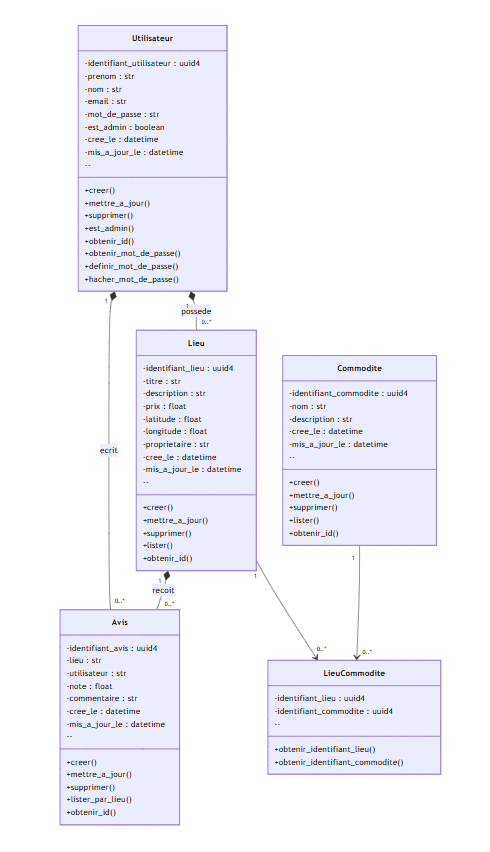 Utilisateur
-identifiant_utilisateur : uuid4
-prenom : str
-nom : str
-email : str
-mot_de_passe : str
-est_admin : boolean
-cree_le : datetime
-mis_a_jour_le : datetime
--
+creer()
+mettre_a_jour()
+supprimer()
+est_admin()
+obtenir_id()
+obtenir_mot_de_passe()
+definir_mot_de_passe()
+hacher_mot_de_passe()
1
1
possede
0..*
Lieu
-identifiant_lieu : uuid4
-titre : str
-description : str
-prix : float
-latitude : float
-longitude : float
-proprietaire : str
-cree_le : datetime
-mis_a_jour_le : datetime
--
+creer()
+mettre_a_jour()
+supprimer()
+lister()
+obtenir_id()
Commodite
-identifiant_commodite : uuid4
-nom : str
-description : str
-cree_le : datetime
-mis_a_jour_le : datetime
--
+creer()
+mettre_a_jour()
+supprimer()
+lister()
+obtenir_id()
ecrit
1
1
1
recoit
0..*
0..*
0..*
0..*
Avis
-identifiant_avis : uuid4
-lieu : str
-utilisateur : str
-note : float
-commentaire : str
-cree_le : datetime
-mis_a_jour_le : datetime
--
+creer()
+mettre_a_jour()
+supprimer()
+lister_par_lieu()
+obtenir_id()
LieuCommodite
-identifiant_lieu : uuid4
-identifiant_commodite : uuid4
--
+obtenir_identifiant_lieu()
+obtenir_identifiant_commodite()